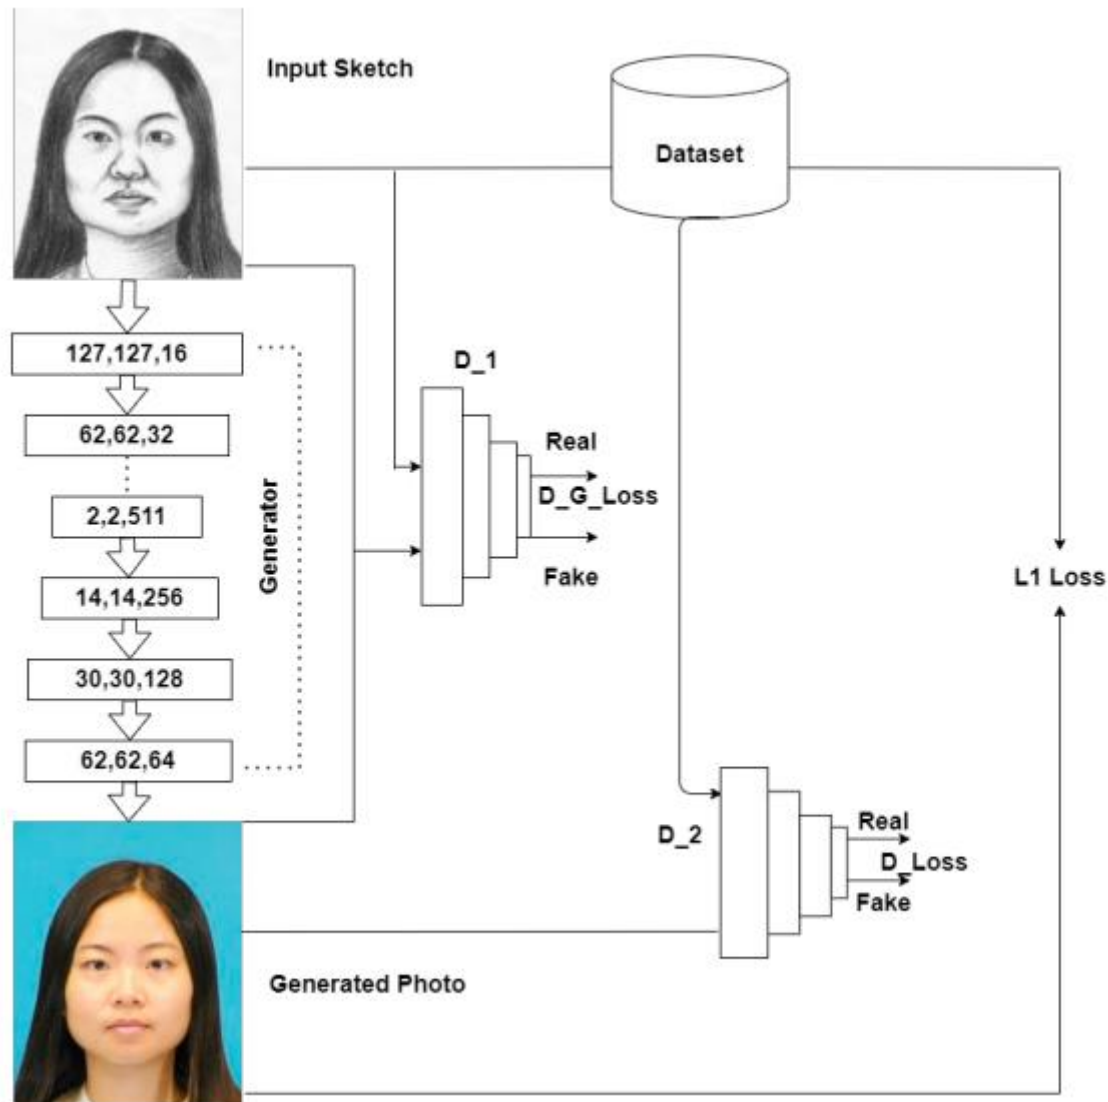 Input Sketch
Dataset
127,127,16
D_1
62,62,32
Real
D_G_Loss
Fake
2,2,511
Generator
14,14,256
L1 Loss
30,30,128
62,62,64
D_2
Real
D_Loss
Fake
Generated Photo